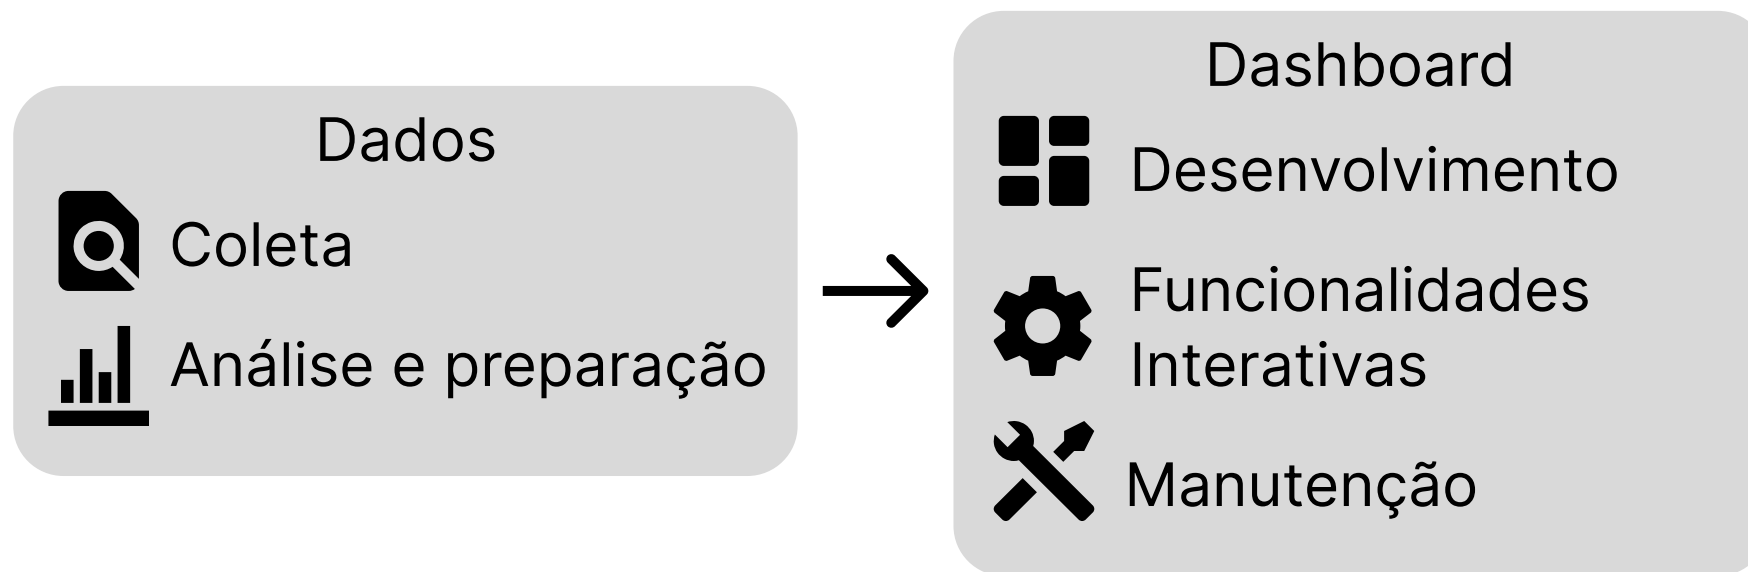 Dados
Coleta
Análise e preparação
Dashboard
Desenvolvimento
Funcionalidades
Interativas
Manutenção